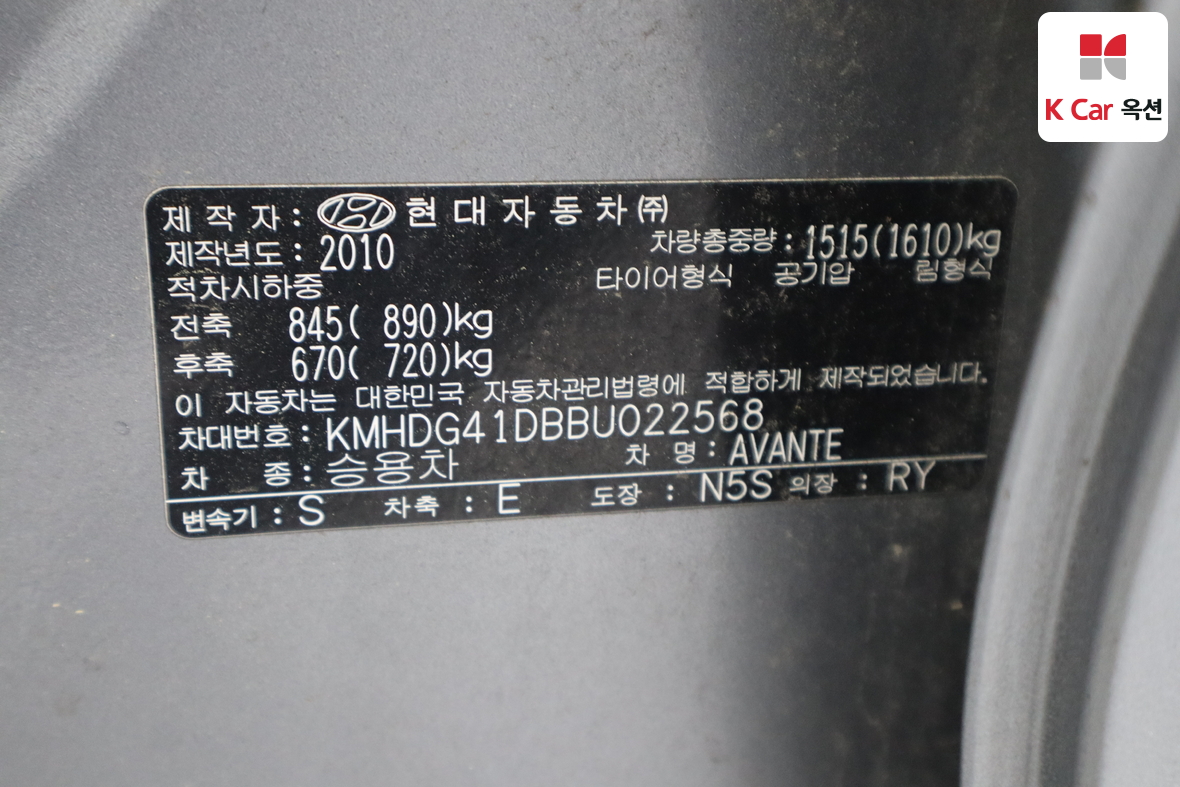 K Car 옥션
제 작 자 : 현 대 자 동 차 ㈜
제작년도 : 2010 차량총중량 : 1515(1610)kg
적차시하중 타이어형식 공기압 림형식
전축 845( 890)kg
후축 670( 720)kg
이 자동차는 대한민국 자동차관리법령에 적합하게 제작되었습니다.
차대번호 : KMHDG41DBBU022568
차 종 : 승용차 차 명 : AVANTE
변속기 : S 차축 : E 도장 : N5S 의장 : RY